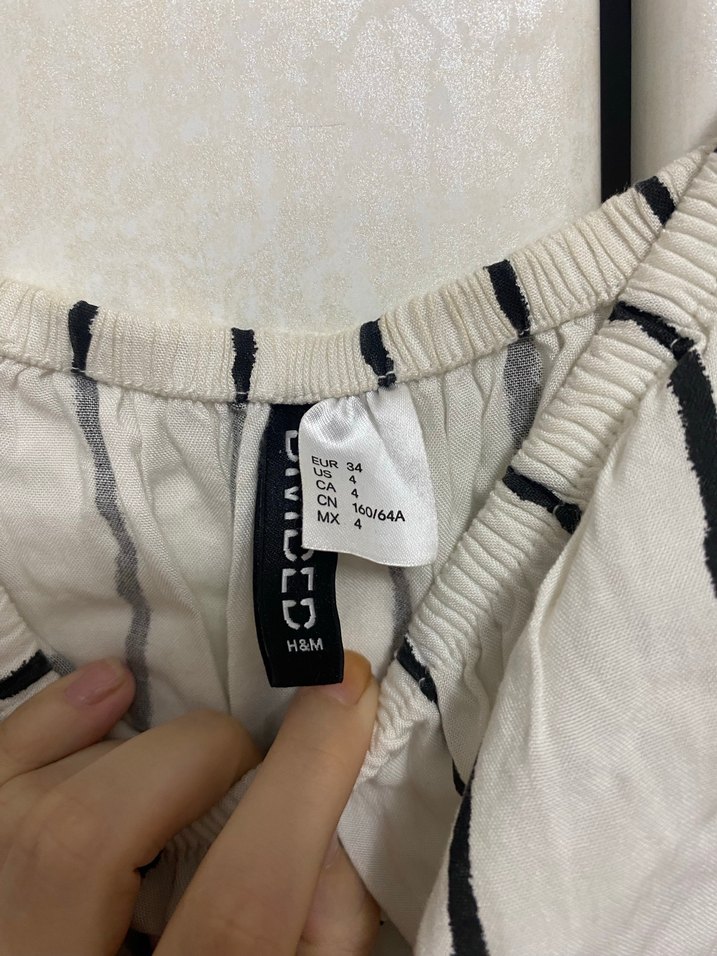 DIVIDED
H&M
EUR 34
US 4
CA 4
CN 160/64A
MX 4